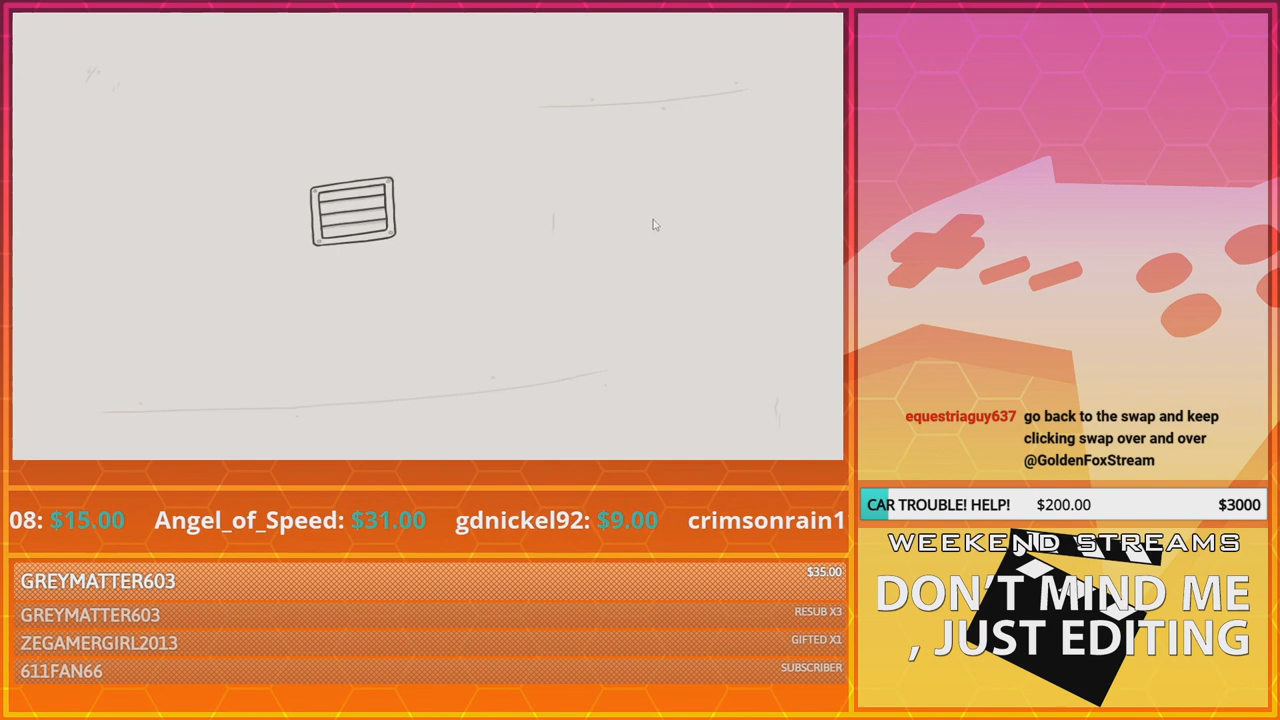 equestriaguy637 go back to the swap and keep
clicking swap over and over
@GoldenFoxStream
CAR TROUBLE! HELP! $200.00 $3000
08: $15.00 Angel_of_Speed: $31.00 gdnickel92: $9.00 crimsonrain1
WEEKEND STREAMS
DON'T MIND ME
, JUST EDITING
GREYMATTER603 $35.00
GREYMATTER603 RESUB X3
ZEGAMERGIRL2013 GIFTED X1
611FAN66 SUBSCRIBER